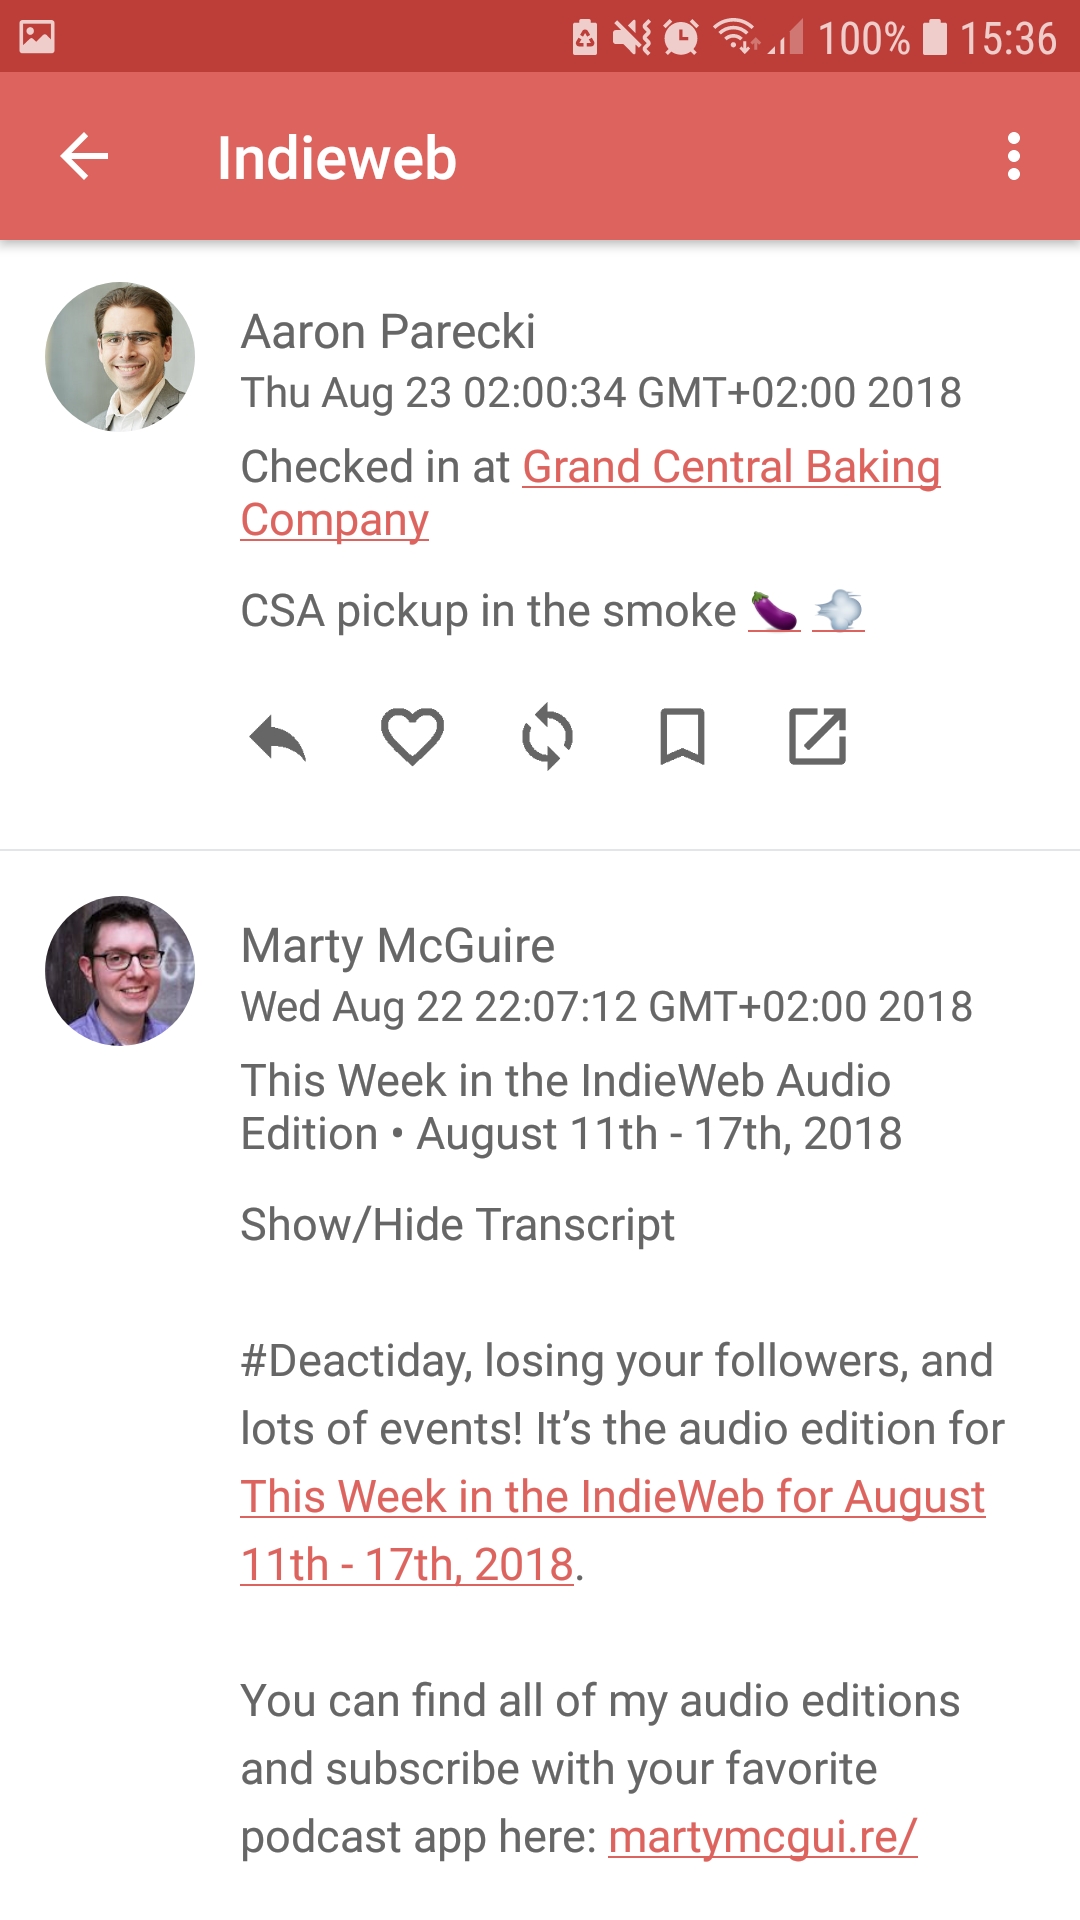 100% 15:36
Indieweb
Aaron Parecki
Thu Aug 23 02:00:34 GMT+02:00 2018
Checked in at Grand Central Baking
Company
CSA pickup in the smoke 🍆 💨
Marty McGuire
Wed Aug 22 22:07:12 GMT+02:00 2018
This Week in the IndieWeb Audio
Edition • August 11th - 17th, 2018
Show/Hide Transcript
#Deactiday, losing your followers, and
lots of events! It’s the audio edition for
This Week in the IndieWeb for August
11th - 17th, 2018.
You can find all of my audio editions
and subscribe with your favorite
podcast app here: martymcgui.re/